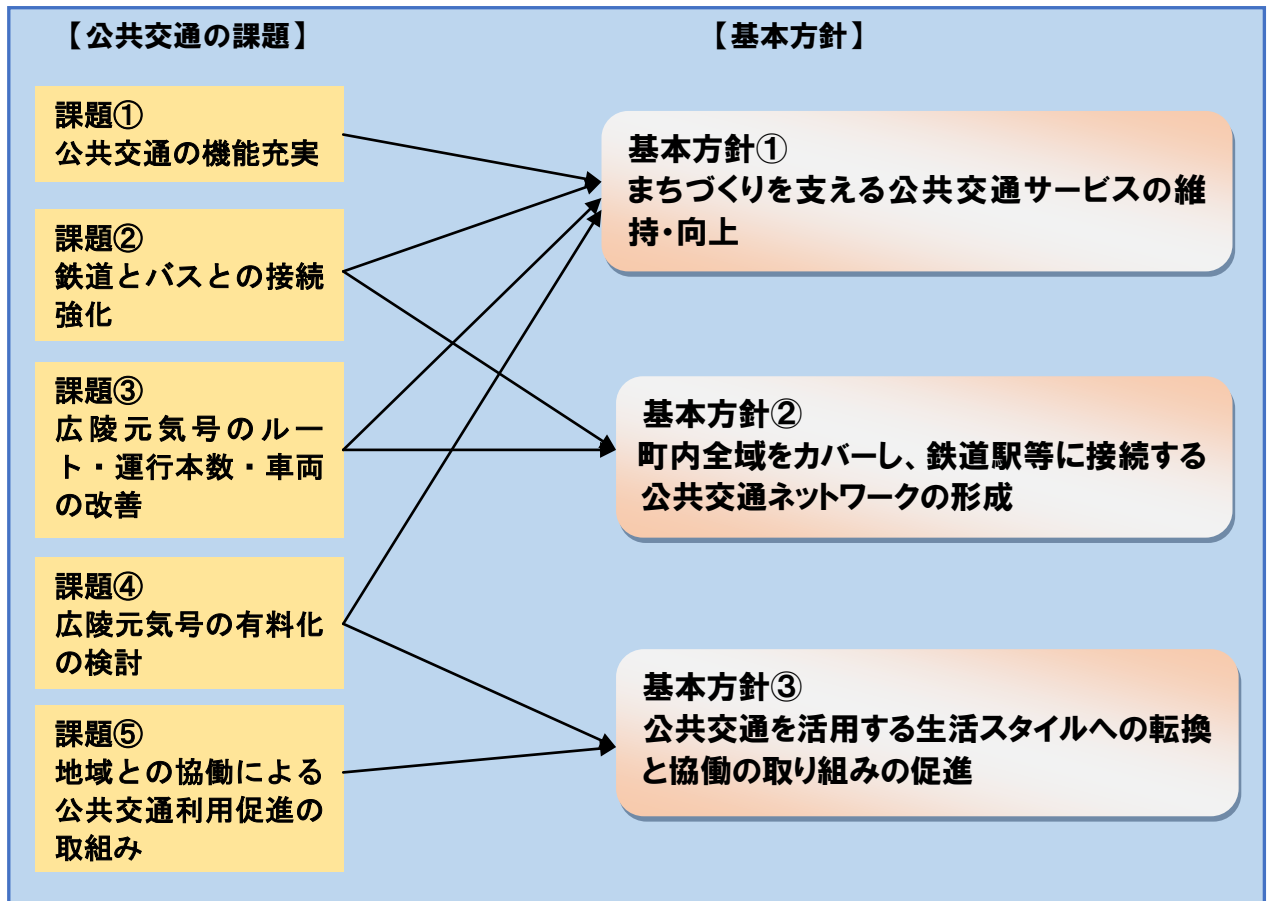 【公共交通の課題】
【基本方針】
課題①
公共交通の機能充実
課題②
鉄道とバスとの接続
強化
課題③
広陵元気号のルー
ト・運行本数・車両
の改善
課題④
広陵元気号の有料化
の検討
課題⑤
地域との協働による
公共交通利用促進の
取組み
基本方針①
まちづくりを支える公共交通サービスの維
持・向上
基本方針②
町内全域をカバーし、鉄道駅等に接続する
公共交通ネットワークの形成
基本方針③
公共交通を活用する生活スタイルへの転換
と協働の取り組みの促進